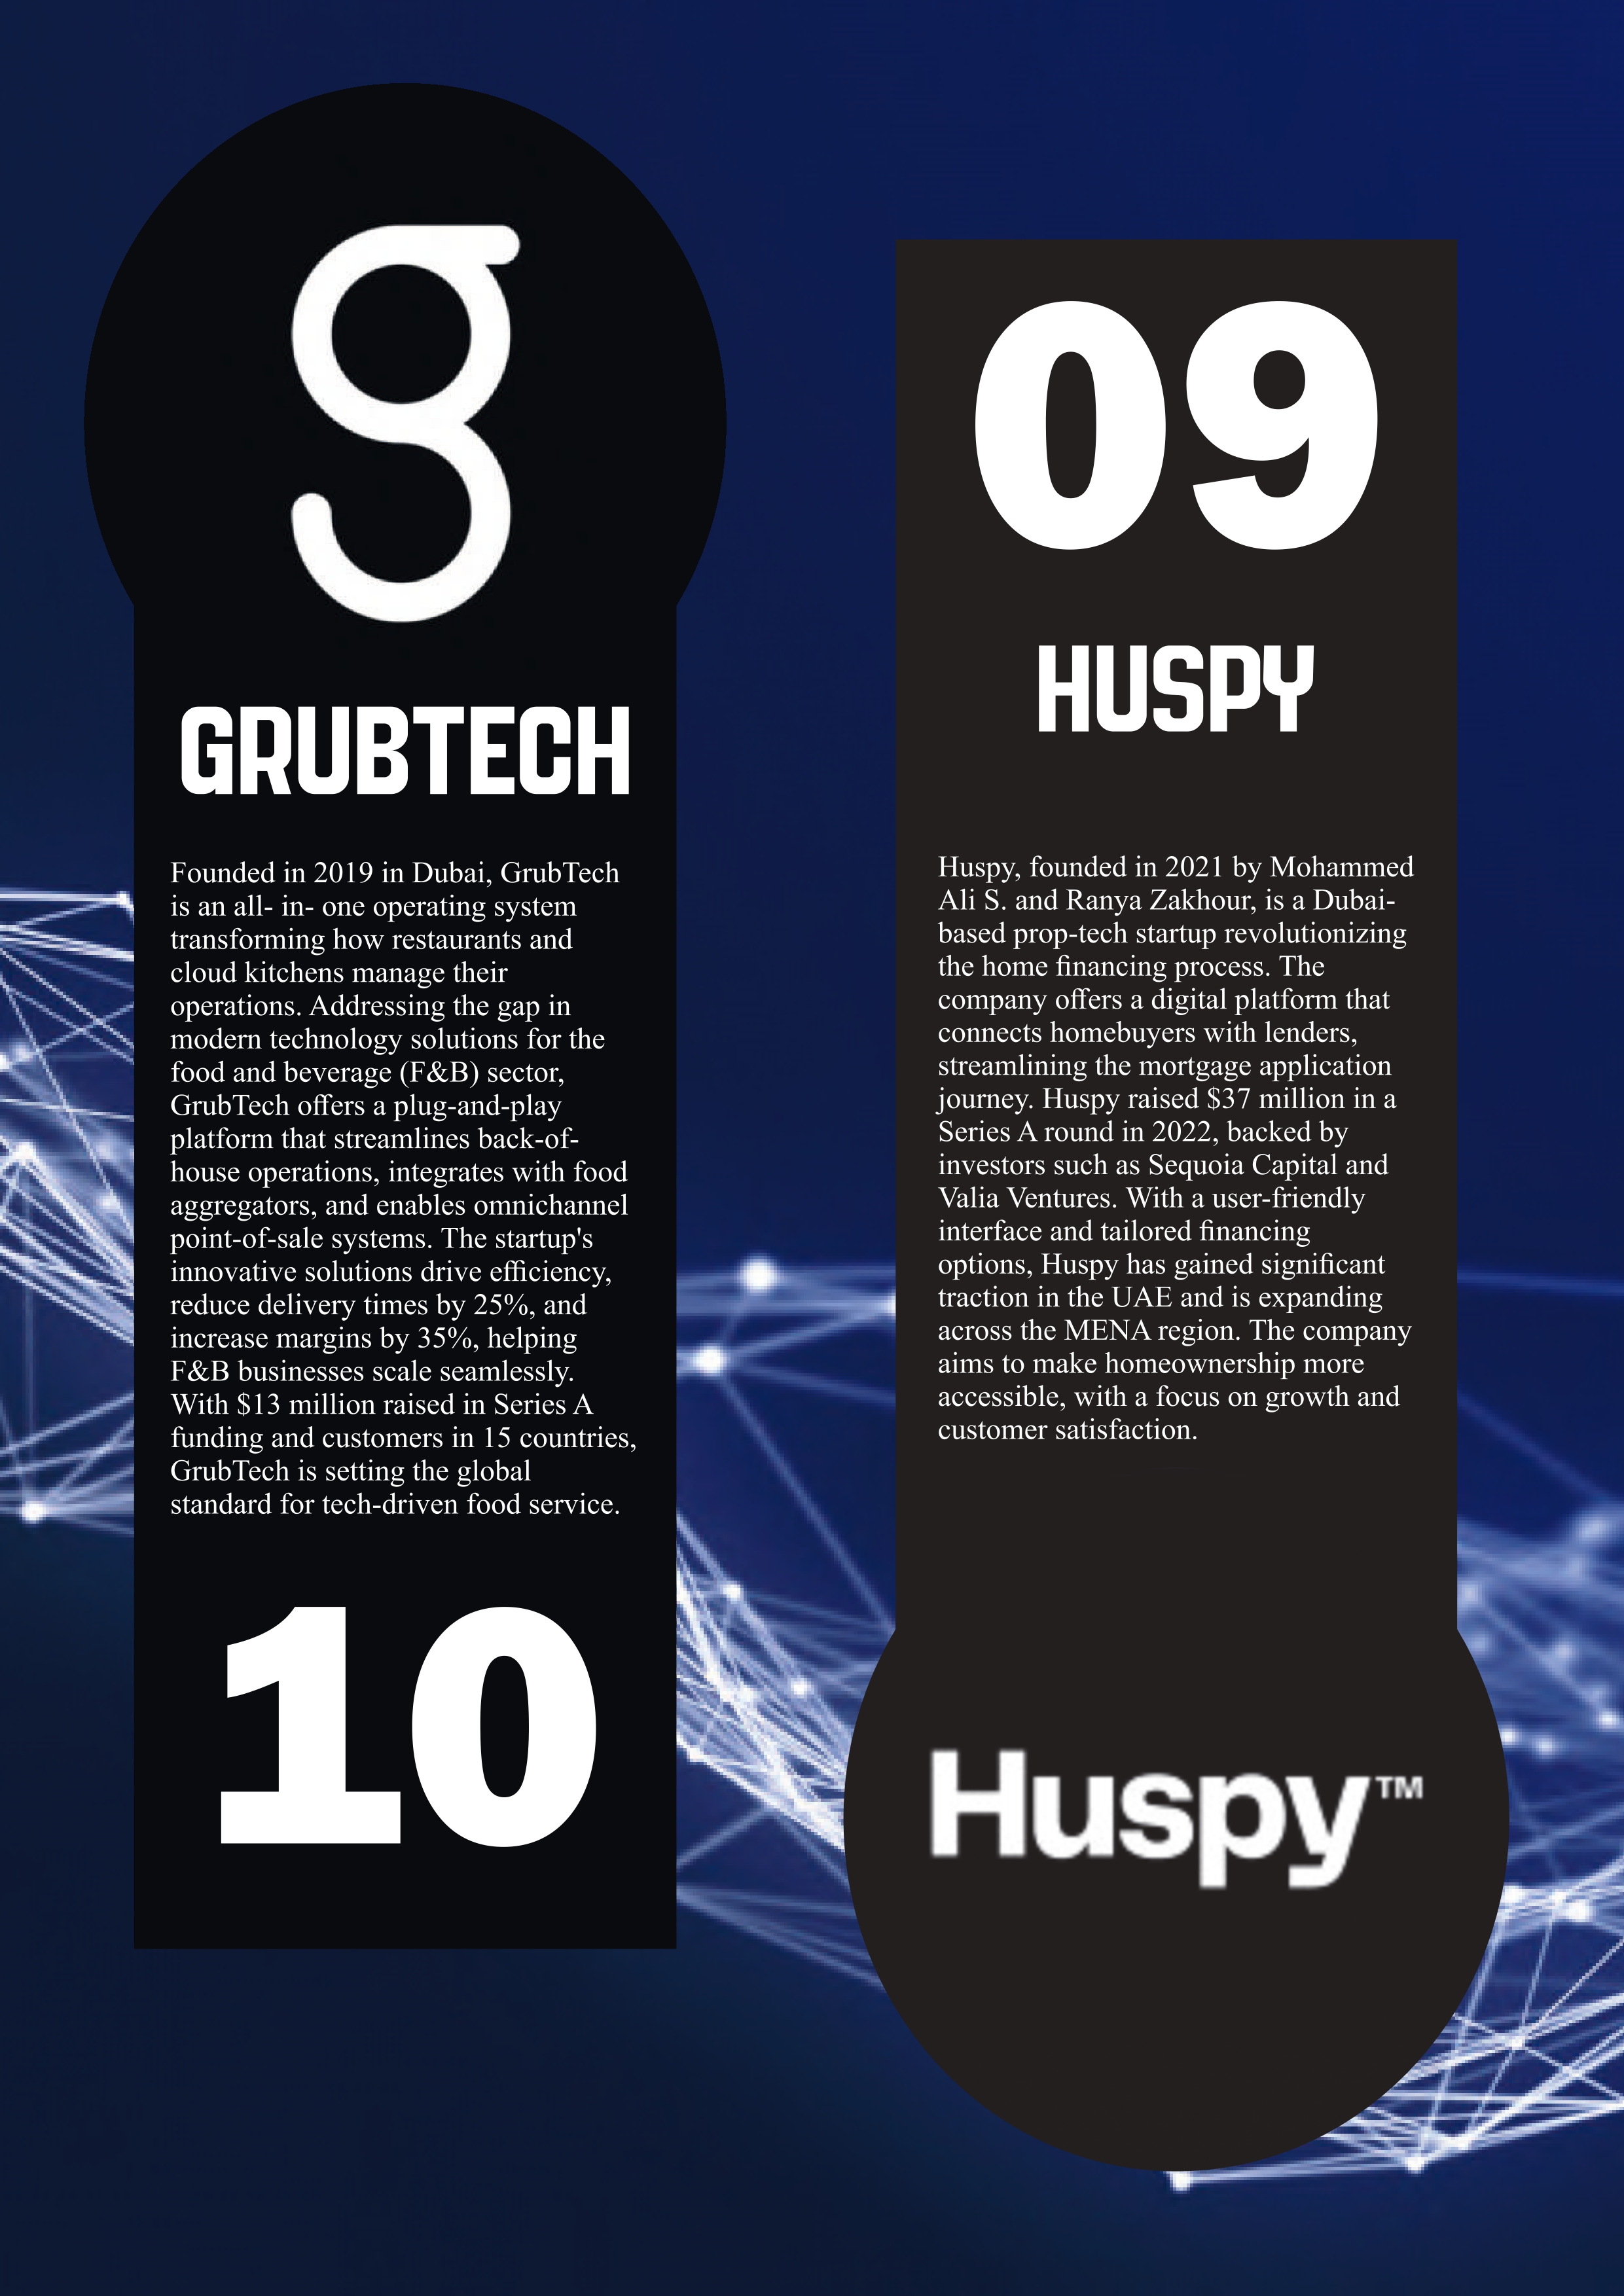 g
GRUBTECH
Founded in 2019 in Dubai, GrubTech
is an all- in- one operating system
transforming how restaurants and
cloud kitchens manage their
operations. Addressing the gap in
modern technology solutions for the
food and beverage (F&B) sector,
GrubTech offers a plug-and-play
platform that streamlines back-of-
house operations, integrates with food
aggregators, and enables omnichannel
point-of-sale systems. The startup's
innovative solutions drive efficiency,
reduce delivery times by 25%, and
increase margins by 35%, helping
F&B businesses scale seamlessly.
With $13 million raised in Series A
funding and customers in 15 countries,
GrubTech is setting the global
standard for tech-driven food service.
10
09
HUSPY
Huspy, founded in 2021 by Mohammed
Ali S. and Ranya Zakhour, is a Dubai-
based prop-tech startup revolutionizing
the home financing process. The
company offers a digital platform that
connects homebuyers with lenders,
streamlining the mortgage application
journey. Huspy raised $37 million in a
Series A round in 2022, backed by
investors such as Sequoia Capital and
Valia Ventures. With a user-friendly
interface and tailored financing
options, Huspy has gained significant
traction in the UAE and is expanding
across the MENA region. The company
aims to make homeownership more
accessible, with a focus on growth and
customer satisfaction.
Huspy™